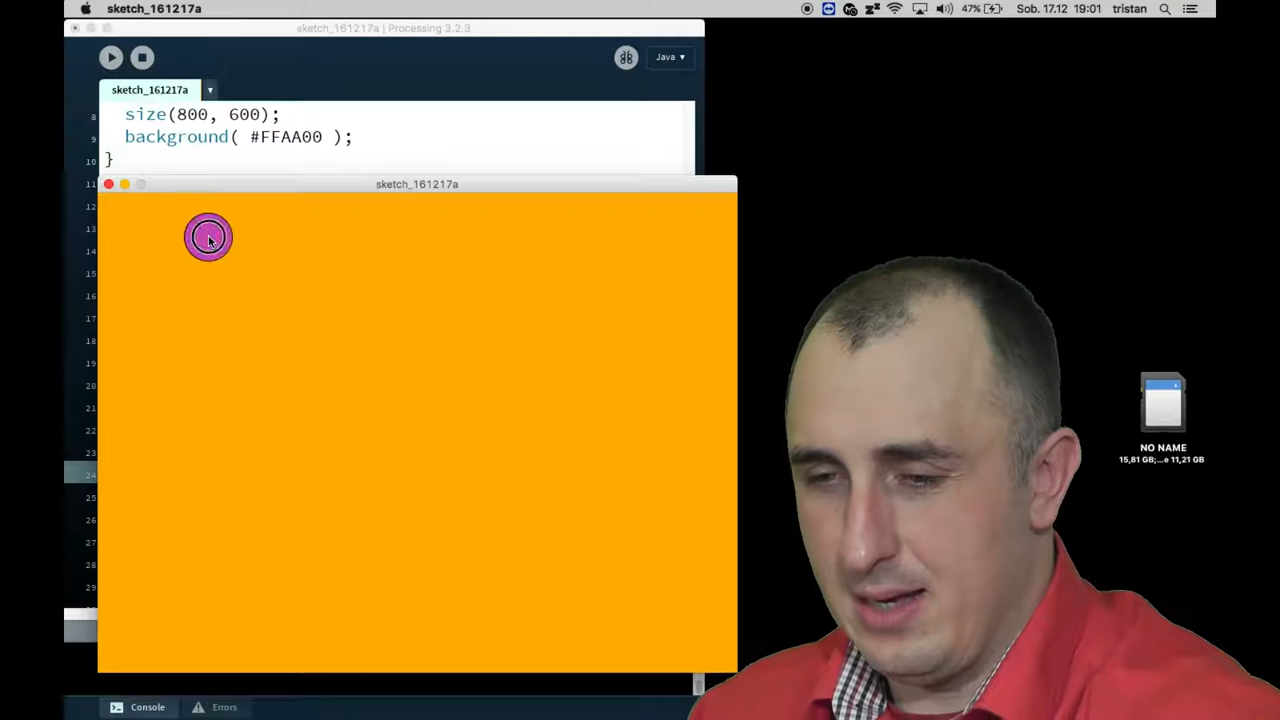 sketch_161217a
47%
Sob. 17.12 19:01 tristan
sketch_161217a | Processing 3.2.3
Java ▾
sketch_161217a ▾
8 size(800, 600);
9 background( #FFAA00 );
10 }
11
sketch_161217a
12
13
14
15
16
17
18
19
20
21
22
23
24
25
26
27
28
29
NO NAME
15,81 GB;...e 11,21 GB
Console
Errors